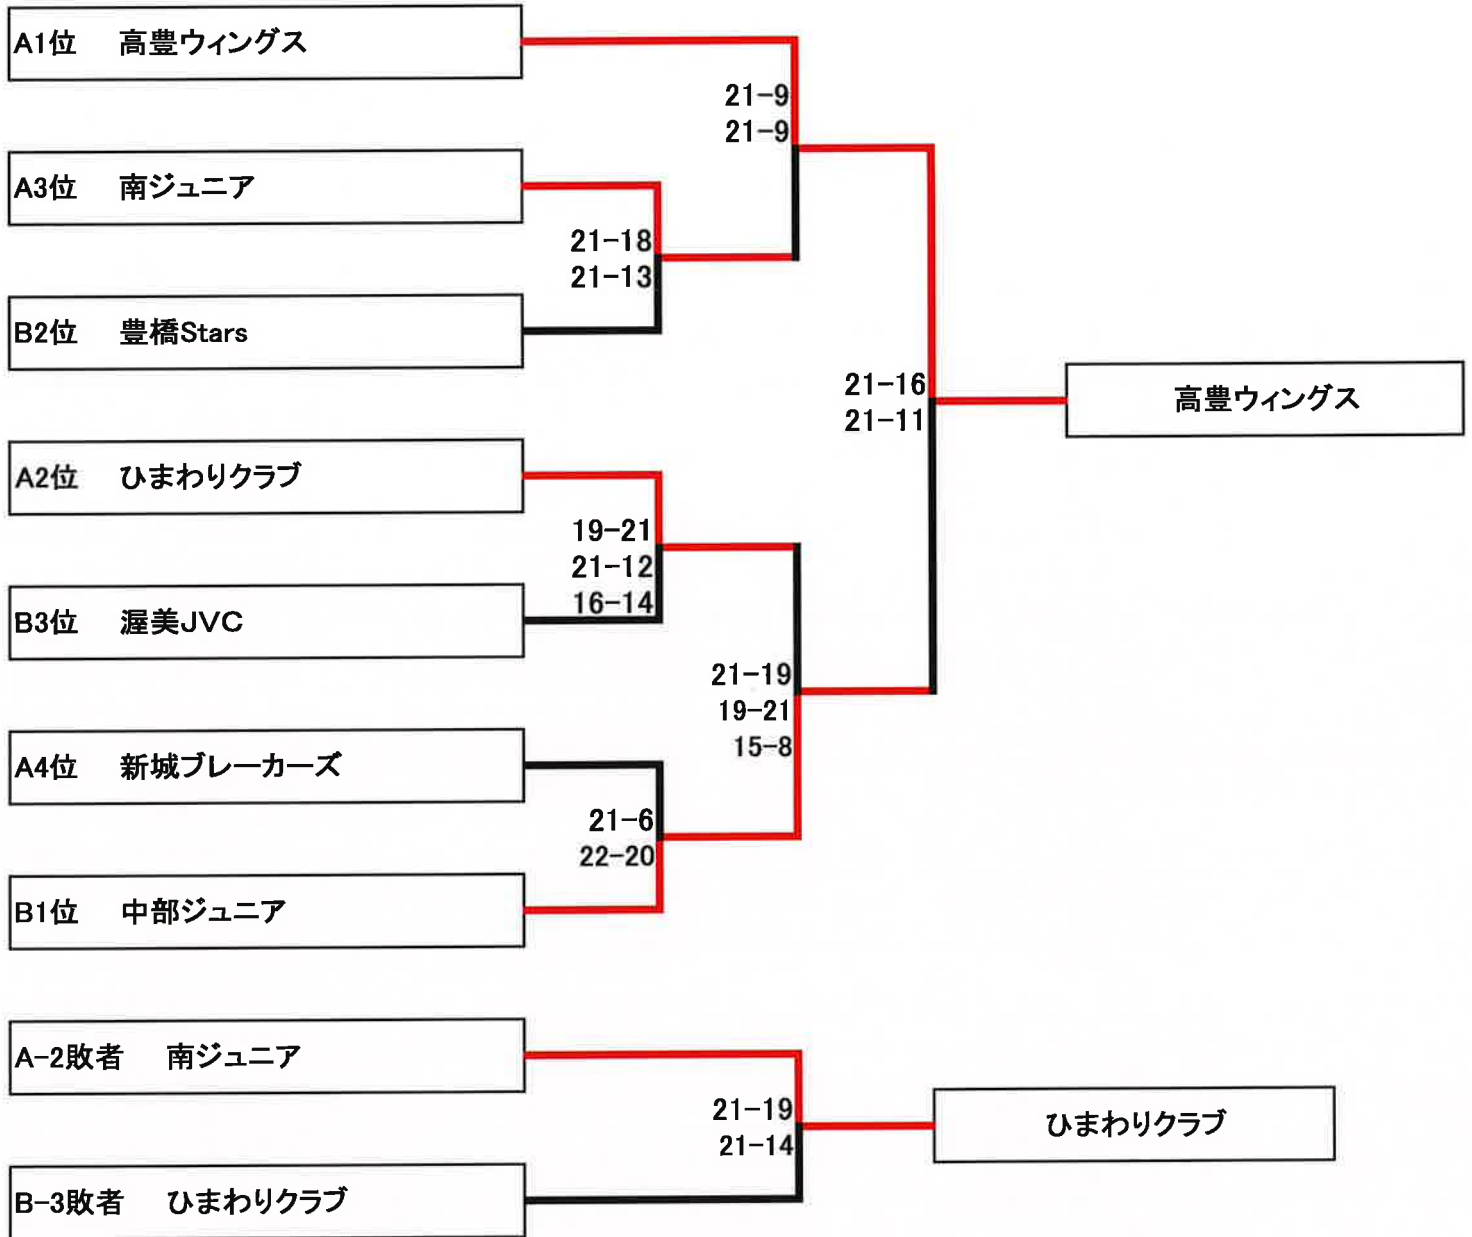 A1位 高豊ウィングス
21-9
21-9
A3位 南ジュニア
21-18
21-13
B2位 豊橋Stars
21-16
21-11
高豊ウィングス
A2位 ひまわりクラブ
19-21
21-12
16-14
B3位 渥美JVC
21-19
19-21
15-8
A4位 新城ブレーカーズ
21-6
22-20
B1位 中部ジュニア
A-2敗者 南ジュニア
21-19
21-14
ひまわりクラブ
B-3敗者 ひまわりクラブ